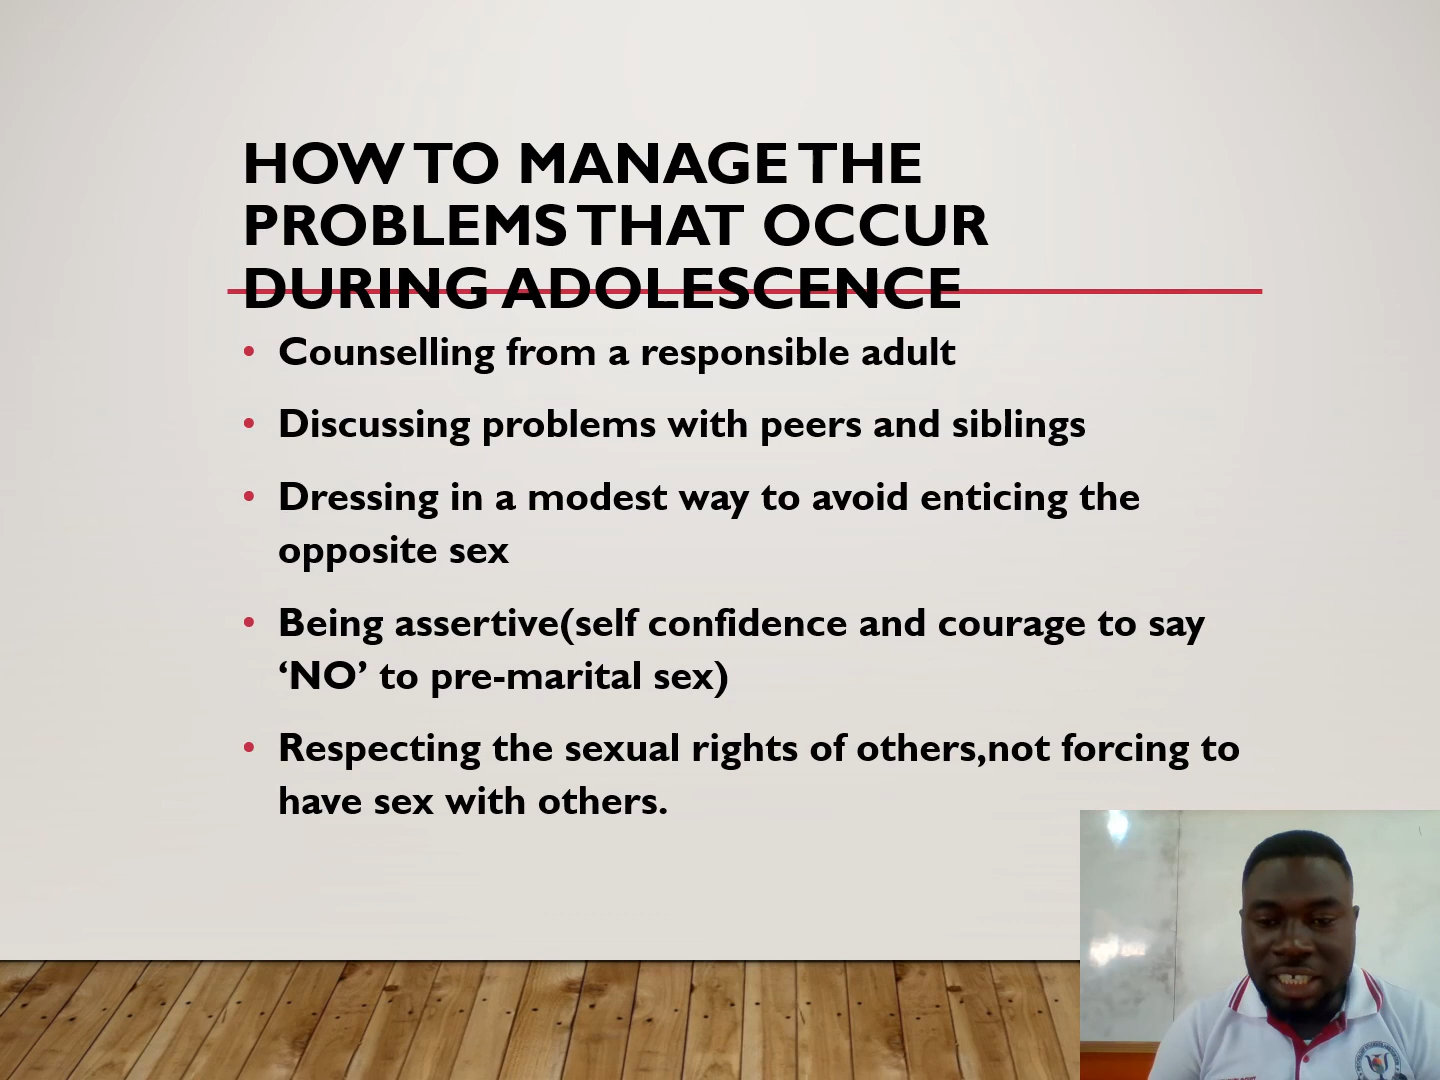 HOW TO MANAGE THE
PROBLEMS THAT OCCUR
DURING ADOLESCENCE
• Counselling from a responsible adult
• Discussing problems with peers and siblings
• Dressing in a modest way to avoid enticing the
opposite sex
• Being assertive(self confidence and courage to say
‘NO’ to pre-marital sex)
• Respecting the sexual rights of others,not forcing to
have sex with others.